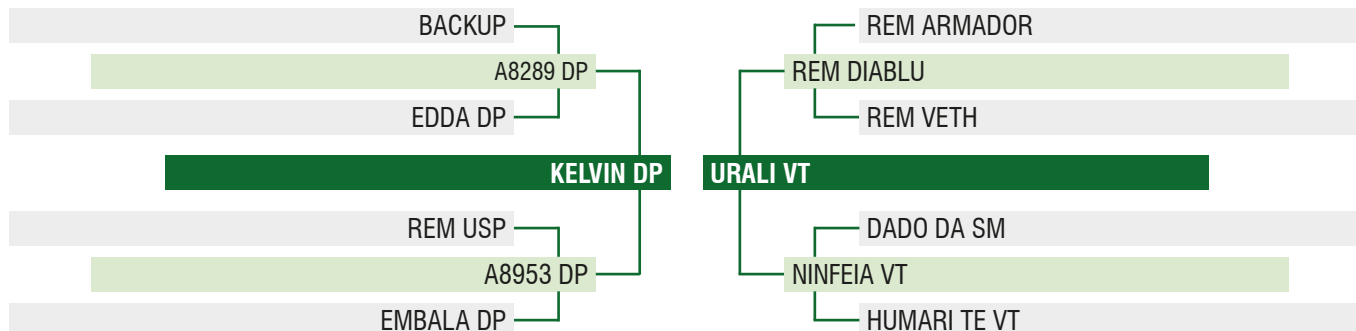 BACKUP
A8289 DP
EDDA DP
KELVIN DP
REM USP
A8953 DP
EMBALA DP
REM ARMADOR
REM DIABLU
REM VETH
URALI VT
DADO DA SM
NINFEIA VT
HUMARI TE VT